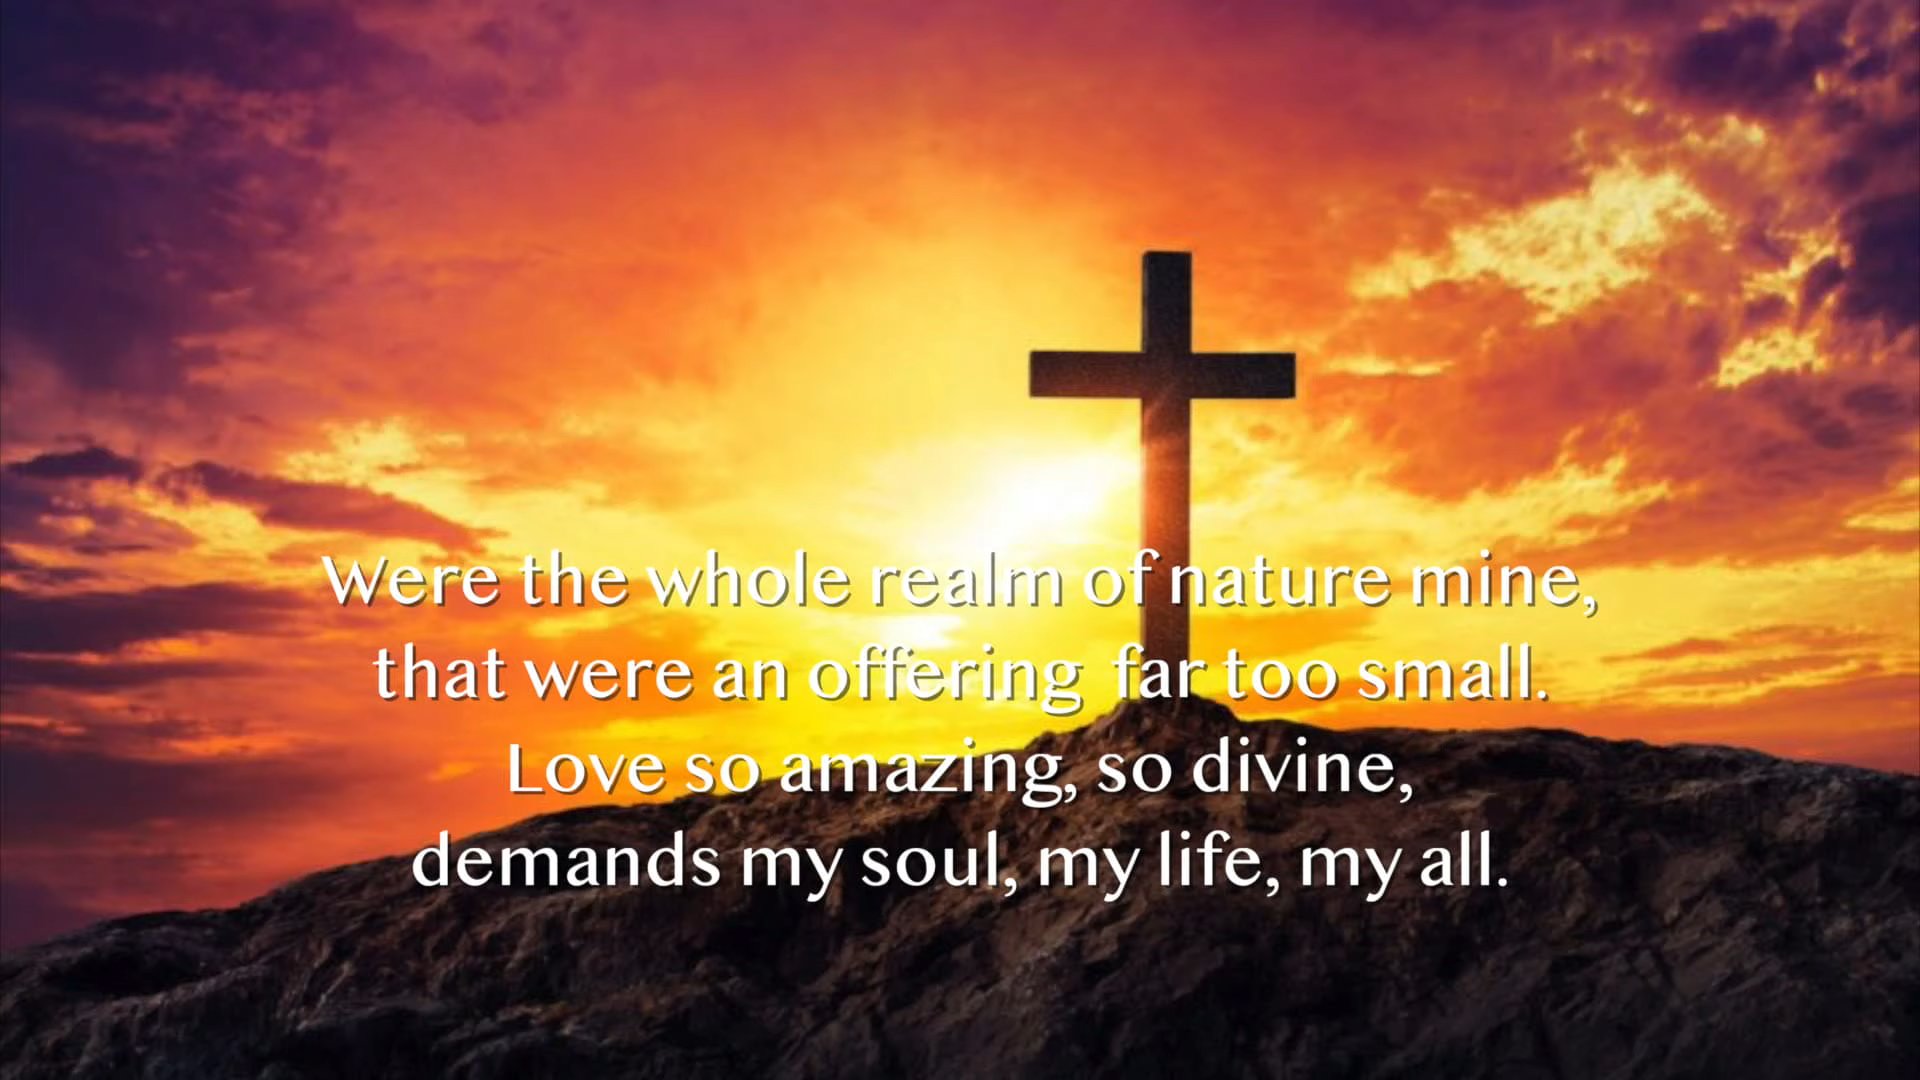 Were the whole realm of nature mine,
that were an offering far too small.
Love so amazing, so divine,
demands my soul, my life, my all.